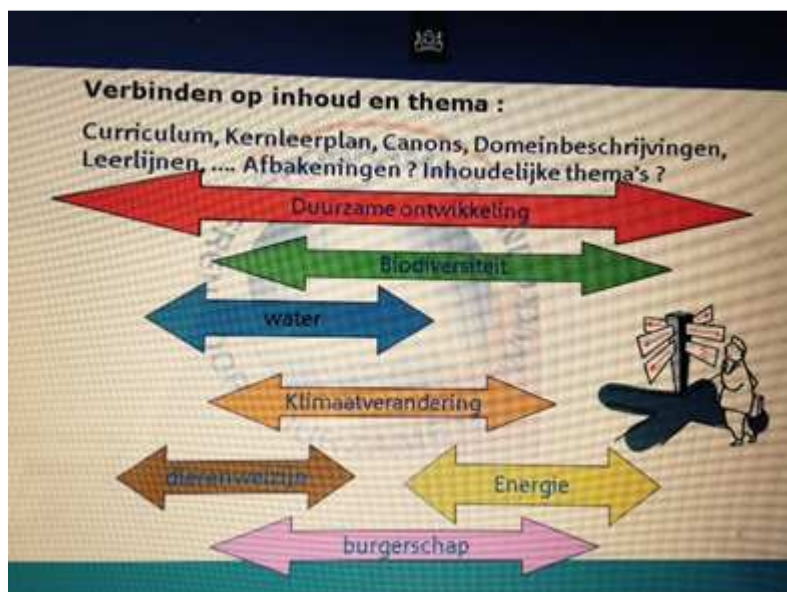 Verbinden op inhoud en thema :
Curriculum, Kernleerplan, Canons, Domeinbeschrijvingen,
Leerlijnen, .... Afbakeningen ? Inhoudelijke thema's ?
Duurzame ontwikkeling
Biodiversiteit
water
Klimaatverandering
dierenwelzijn
Energie
burgerschap